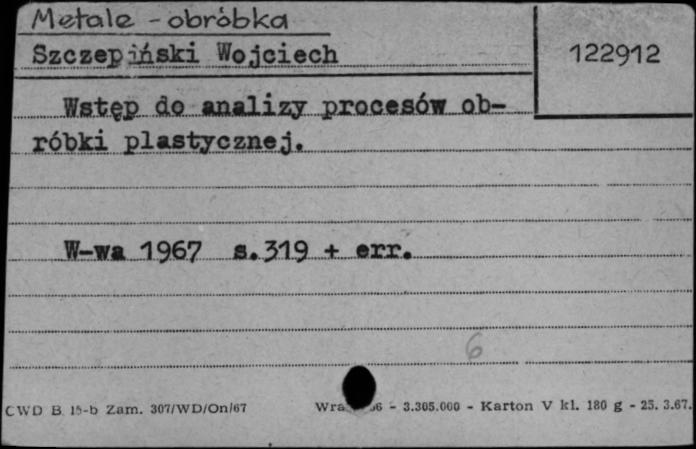 Metale - obróbka
Szczepiński Wojciech
122912
Wstęp do analizy procesów ob-
róbki plastycznej.
W-wa 1967 s.319 + err.
6
CWD B 15-b Zam. 307/WD/On/67
66 - 3.305.000 - Karton V kl. 180 g - 25. 3.67.